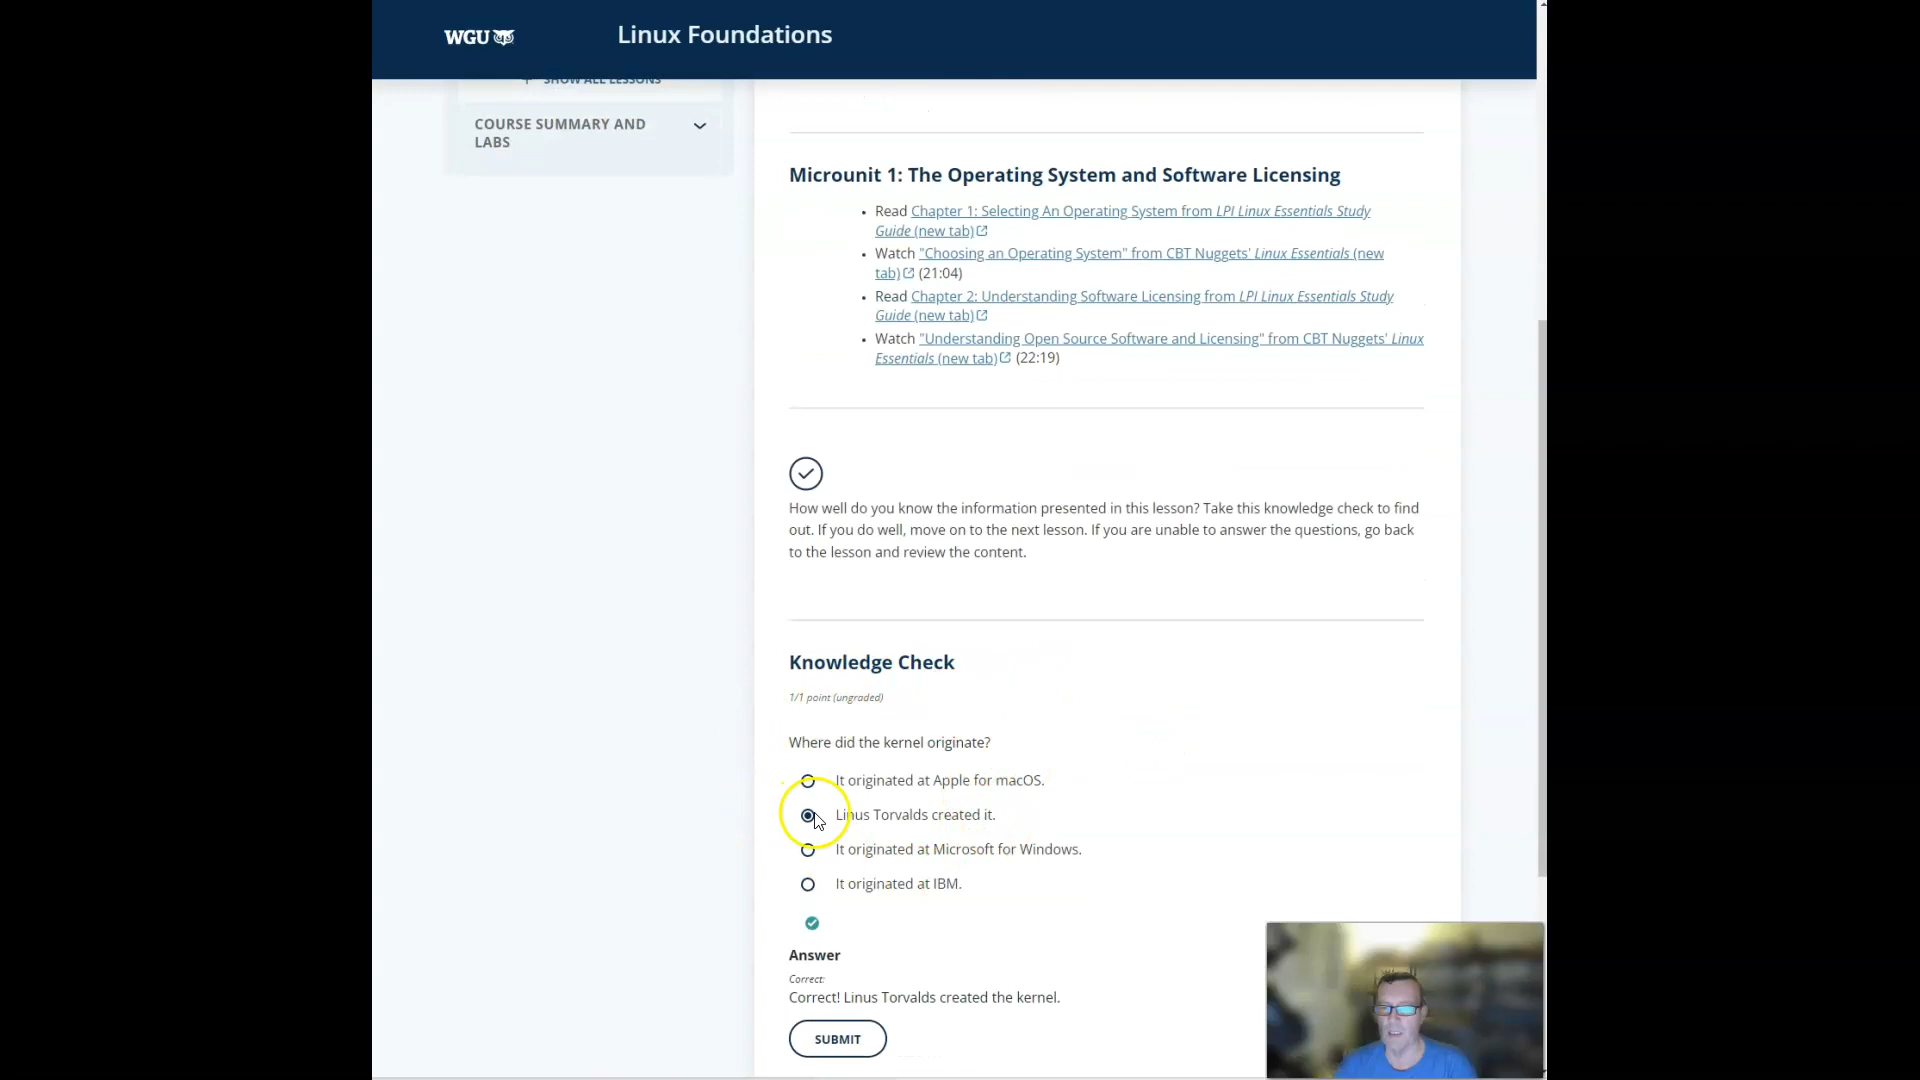 WGU
Linux Foundations
SHOW ALL LESSONS
COURSE SUMMARY AND
LABS
Microunit 1: The Operating System and Software Licensing
• Read Chapter 1: Selecting An Operating System from LPI Linux Essentials Study
Guide (new tab)
• Watch "Choosing an Operating System" from CBT Nuggets' Linux Essentials (new
tab) (21:04)
• Read Chapter 2: Understanding Software Licensing from LPI Linux Essentials Study
Guide (new tab)
• Watch "Understanding Open Source Software and Licensing" from CBT Nuggets' Linux
Essentials (new tab) (22:19)
How well do you know the information presented in this lesson? Take this knowledge check to find
out. If you do well, move on to the next lesson. If you are unable to answer the questions, go back
to the lesson and review the content.
Knowledge Check
1/1 point (ungraded)
Where did the kernel originate?
It originated at Apple for macOS.
Linus Torvalds created it.
It originated at Microsoft for Windows.
It originated at IBM.
Answer
Correct:
Correct! Linus Torvalds created the kernel.
SUBMIT